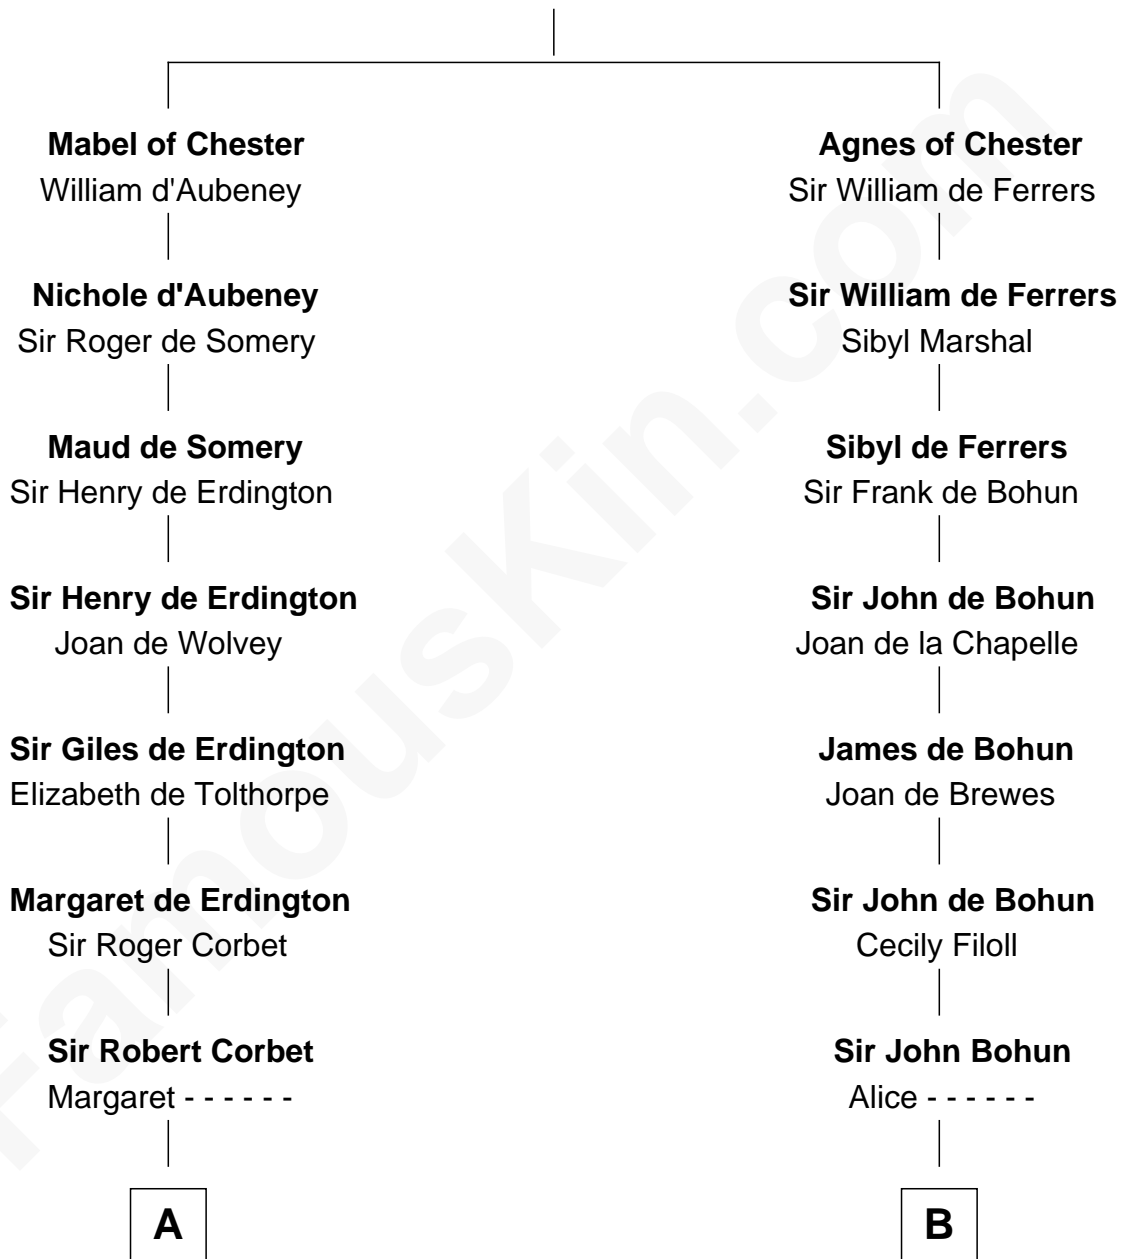 Mabel of Chester
William d'Aubeney
Agnes of Chester
Sir William de Ferrers
Nichole d'Aubeney
Sir Roger de Somery
Sir William de Ferrers
Sibyl Marshal
Maud de Somery
Sir Henry de Erdington
Sibyl de Ferrers
Sir Frank de Bohun
Sir Henry de Erdington
Joan de Wolvey
Sir John de Bohun
Joan de la Chapelle
Sir Giles de Erdington
Elizabeth de Tolthorpe
James de Bohun
Joan de Brewes
Margaret de Erdington
Sir Roger Corbet
Sir John de Bohun
Cecily Filoll
Sir Robert Corbet
Margaret - - - - - -
Sir John Bohun
Alice - - - - - -
A
B
FamousKin.com